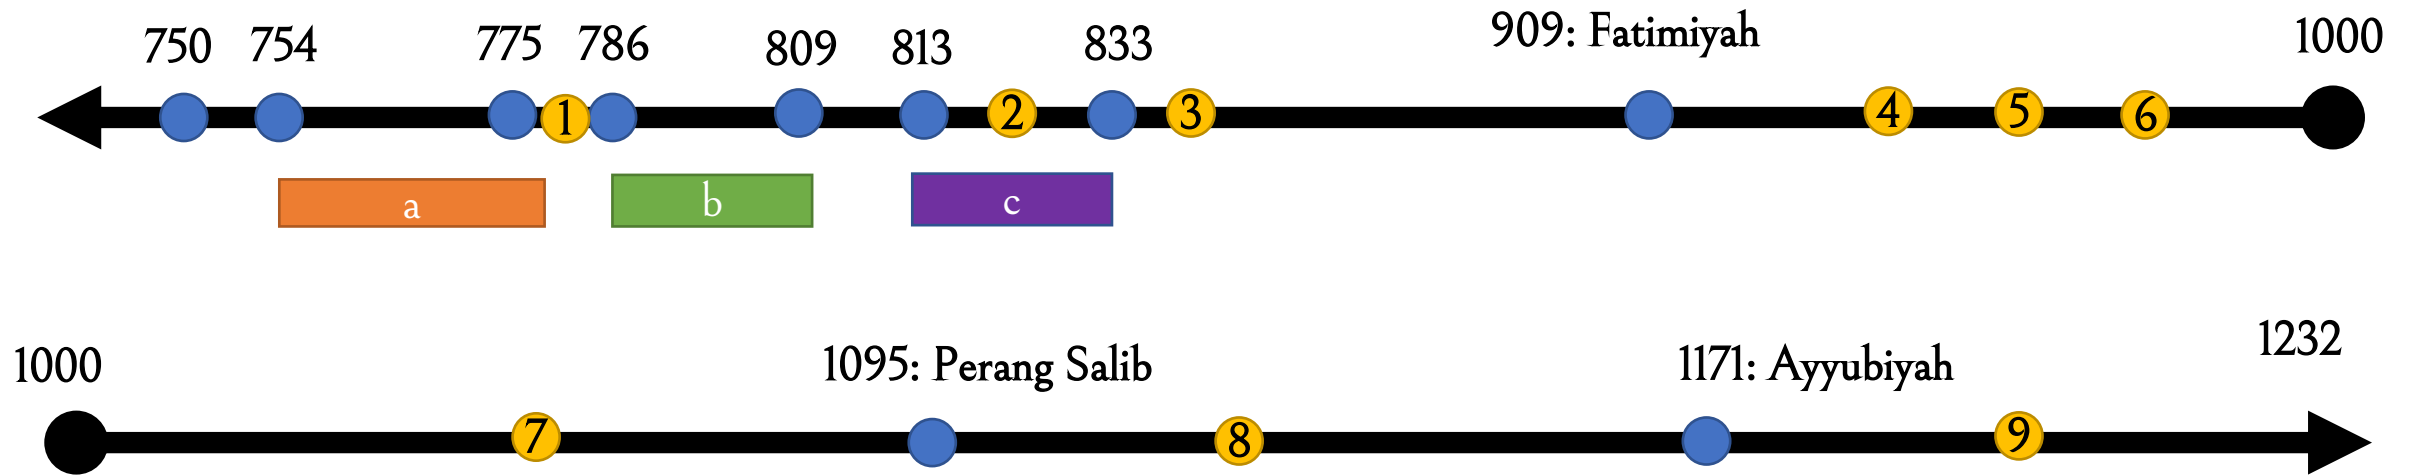 750 754 775 786 809 813 833 909: Fatimiyah 1000
1 2 3 4 5 6
a b c
1000 1095: Perang Salib 1171: Ayyubiyah 1232
7 8 9